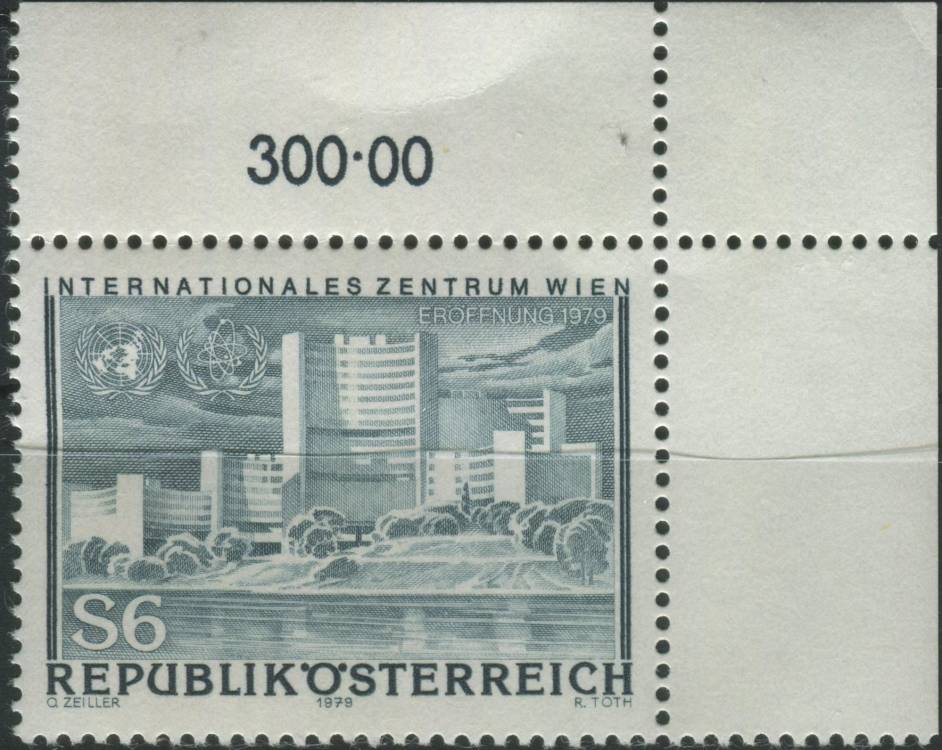 300·00
INTERNATIONALES ZENTRUM WIEN
ERÖFFNUNG 1979
S6
REPUBLIK ÖSTERREICH
O. ZEILLER 1979 R. TOTH